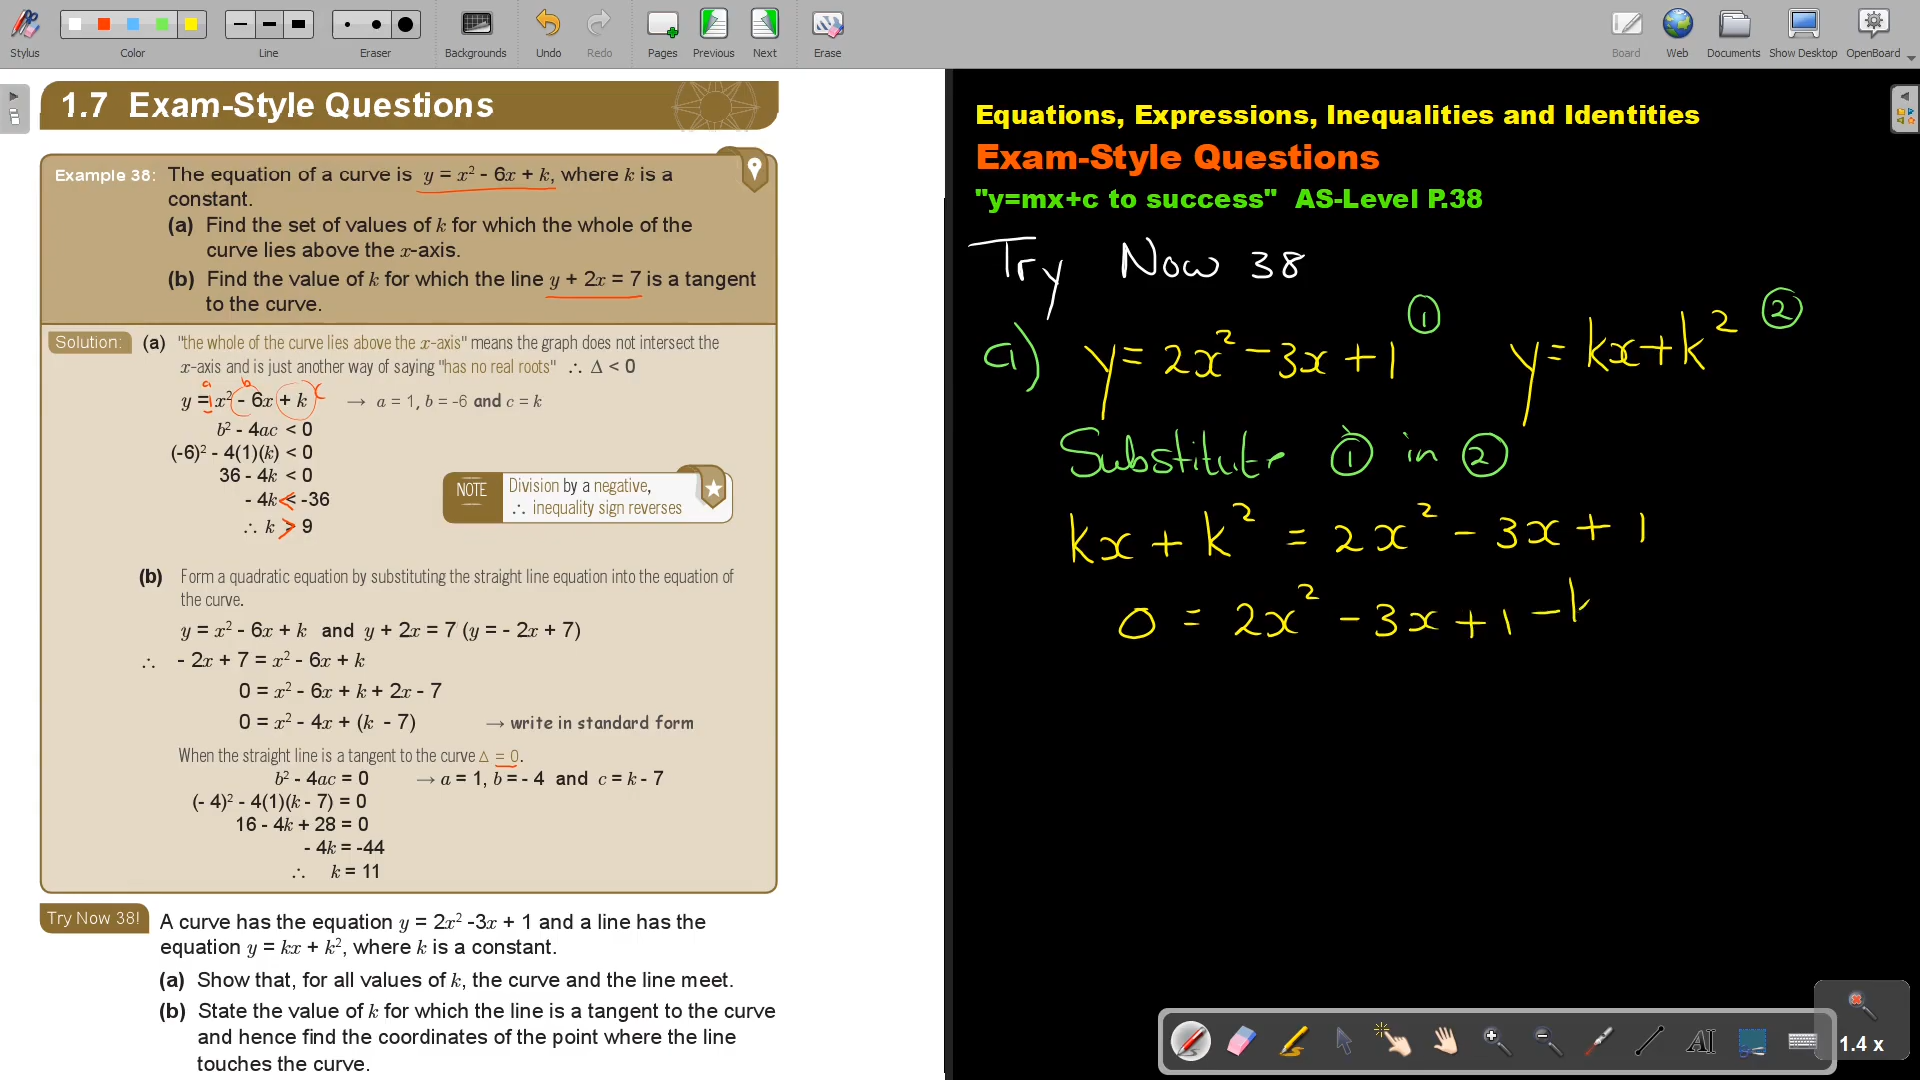 Stylus
Color
Line
Eraser
Backgrounds
Undo
Redo
Pages
Previous
Next
Erase
Board
Web
Documents
Show Desktop
OpenBoard
1.7 Exam-Style Questions
Example 38: The equation of a curve is y = x² - 6x + k, where k is a
constant.
(a) Find the set of values of k for which the whole of the
curve lies above the x-axis.
(b) Find the value of k for which the line y + 2x = 7 is a tangent
to the curve.
Solution: (a) "the whole of the curve lies above the x-axis" means the graph does not intersect the
x-axis and is just another way of saying "has no real roots" ∴ Δ < 0
a b c
y = x² - 6x + k → a = 1, b = -6 and c = k
b² - 4ac < 0
(-6)² - 4(1)(k) < 0
36 - 4k < 0
- 4k < -36
∴ k > 9
NOTE Division by a negative,
∴ inequality sign reverses
(b) Form a quadratic equation by substituting the straight line equation into the equation of
the curve.
y = x² - 6x + k and y + 2x = 7 (y = - 2x + 7)
∴ - 2x + 7 = x² - 6x + k
0 = x² - 6x + k + 2x - 7
0 = x² - 4x + (k - 7) → write in standard form
When the straight line is a tangent to the curve Δ = 0.
b² - 4ac = 0 → a = 1, b = - 4 and c = k - 7
(- 4)² - 4(1)(k - 7) = 0
16 - 4k + 28 = 0
- 4k = -44
∴ k = 11
Try Now 38! A curve has the equation y = 2x² -3x + 1 and a line has the
equation y = kx + k², where k is a constant.
(a) Show that, for all values of k, the curve and the line meet.
(b) State the value of k for which the line is a tangent to the curve
and hence find the coordinates of the point where the line
touches the curve.
Equations, Expressions, Inequalities and Identities
Exam-Style Questions
"y=mx+c to success" AS-Level P.38
Try Now 38
a) y = 2x² - 3x + 1 ① y = kx + k² ②
Substitute ① in ②
kx + k² = 2x² - 3x + 1
0 = 2x² - 3x + 1 - k
1.4 x